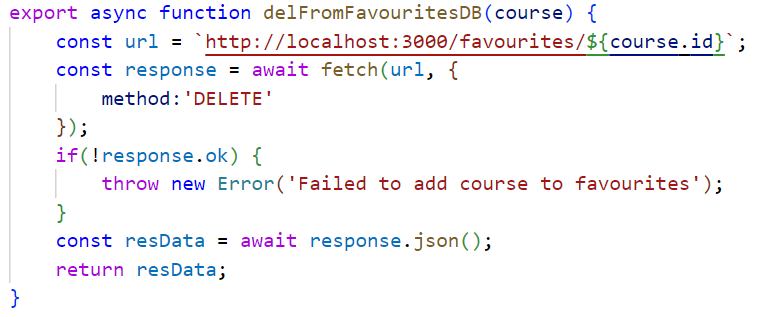 export async function delFromFavouritesDB(course) {
    const url = `http://localhost:3000/favourites/${course.id}`;
    const response = await fetch(url, {
        method:'DELETE'
    });
    if(!response.ok) {
        throw new Error('Failed to add course to favourites');
    }
    const resData = await response.json();
    return resData;
}